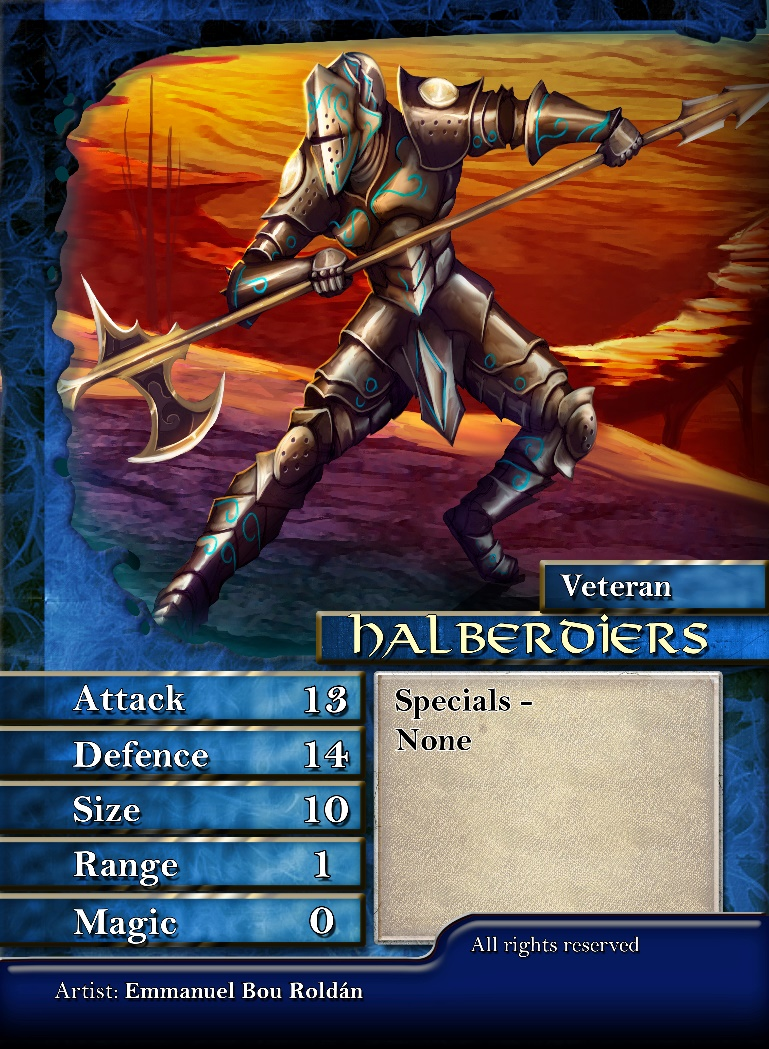 Veteran
HALBERDIERS
Attack 13
Defence 14
Size 10
Range 1
Magic 0
Specials -
None
All rights reserved
Artist: Emmanuel Bou Roldán